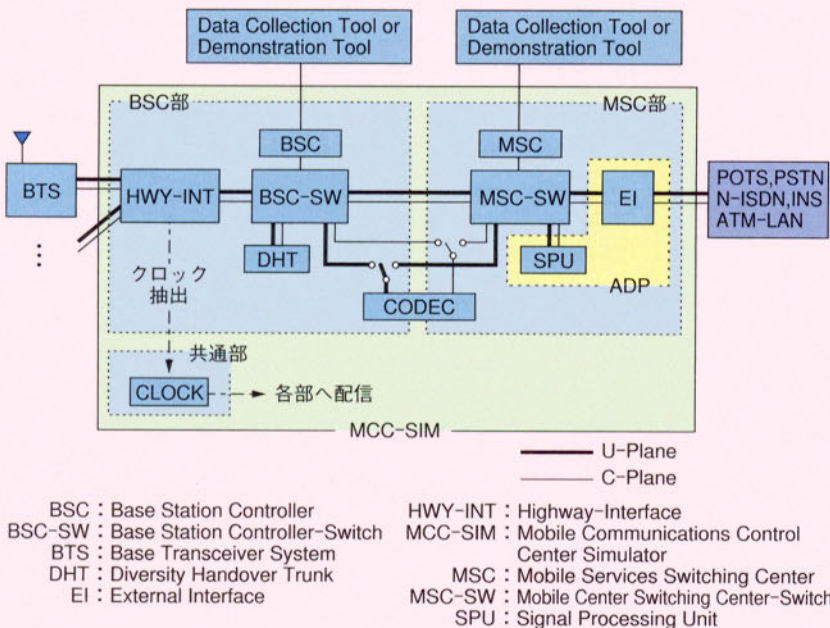 Data Collection Tool or
Demonstration Tool
Data Collection Tool or
Demonstration Tool
BSC部
MSC部
BSC
MSC
BTS
HWY-INT
BSC-SW
MSC-SW
EI
POTS,PSTN
N-ISDN,INS
ATM-LAN
DHT
SPU
クロック
抽出
CODEC
ADP
共通部
CLOCK
各部へ配信
MCC-SIM
U-Plane
C-Plane
BSC：Base Station Controller
BSC-SW：Base Station Controller-Switch
BTS：Base Transceiver System
DHT：Diversity Handover Trunk
EI：External Interface
HWY-INT：Highway-Interface
MCC-SIM：Mobile Communications Control
Center Simulator
MSC：Mobile Services Switching Center
MSC-SW：Mobile Center Switching Center-Switch
SPU：Signal Processing Unit